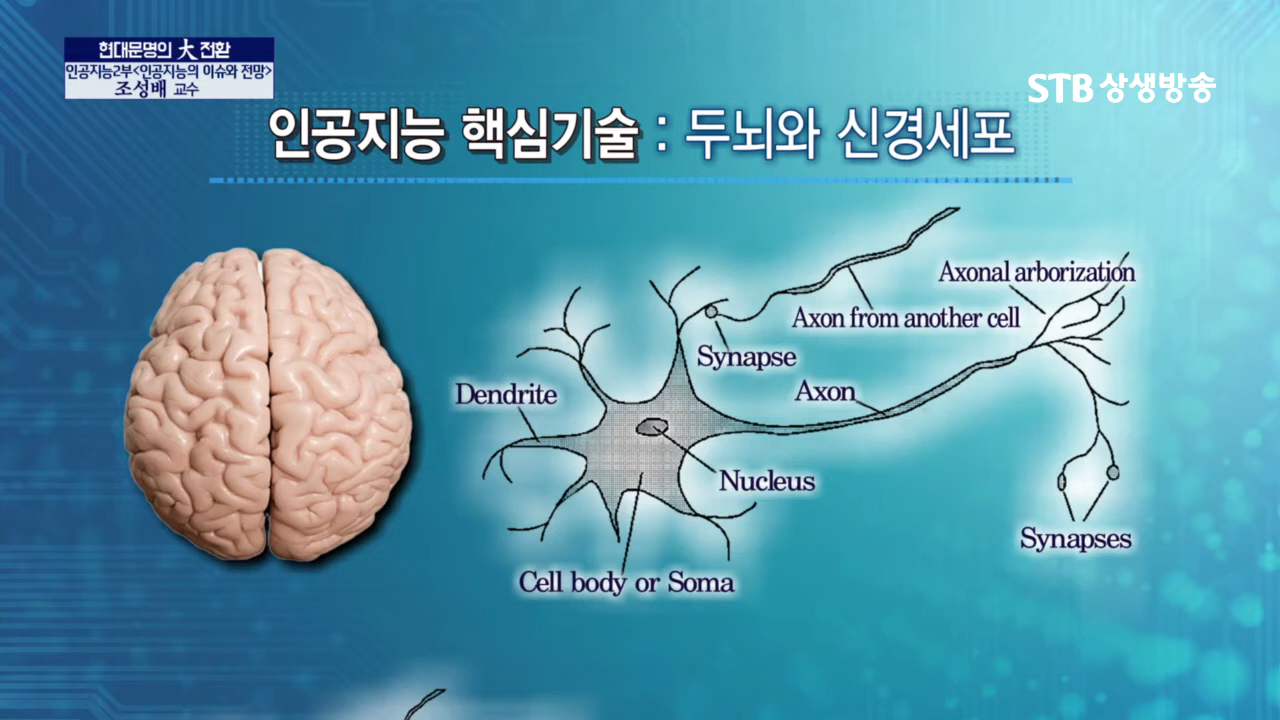 현대문명의 大 전환
인공지능2부<인공지능의 이슈와 전망>
조성배 교수
STB 상생방송
인공지능 핵심기술 : 두뇌와 신경세포
Axonal arborization
Axon from another cell
Synapse
Dendrite
Axon
Nucleus
Synapses
Cell body or Soma